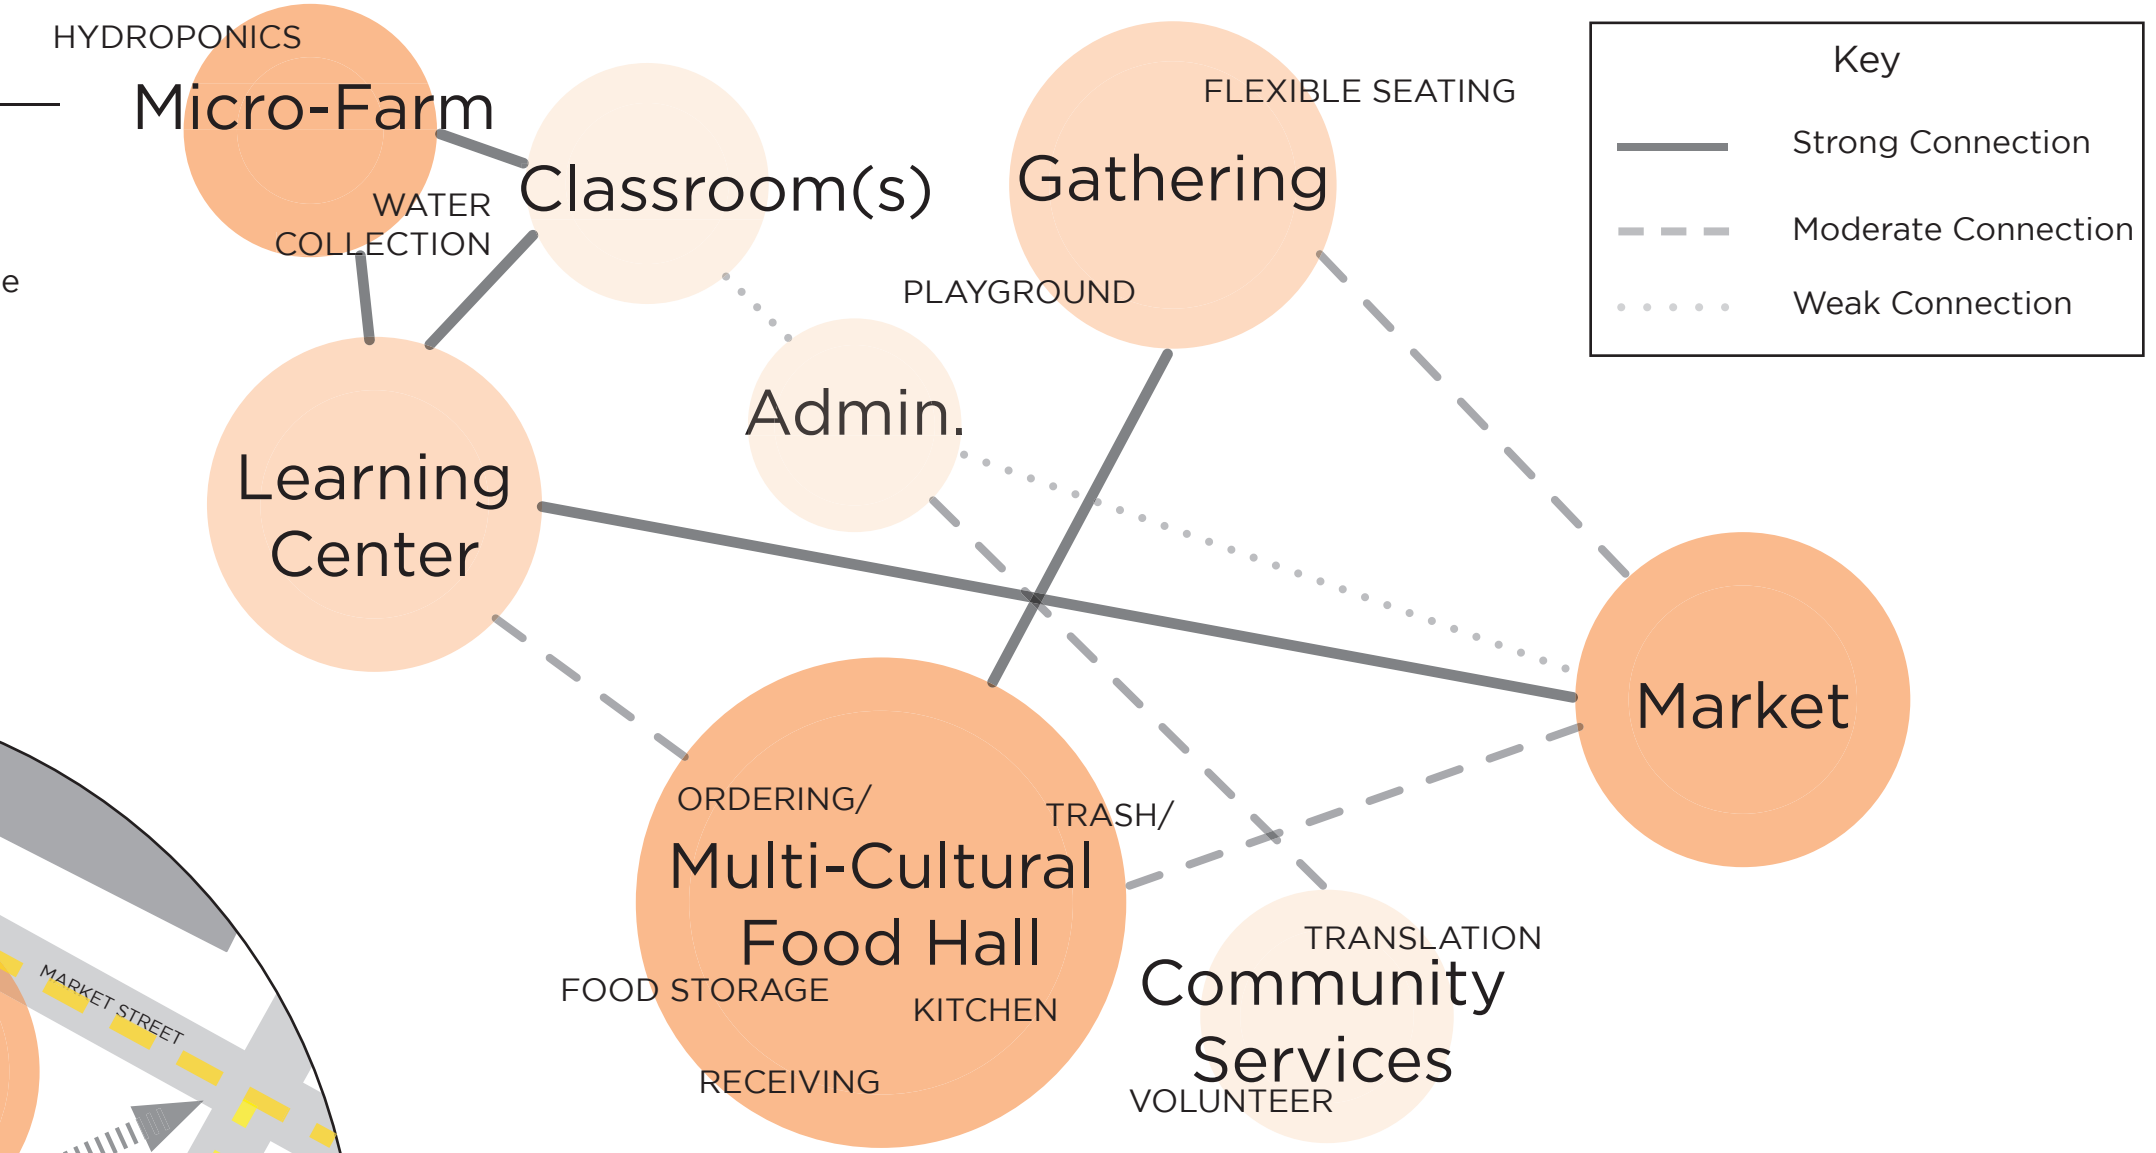 HYDROPONICS
Micro-Farm
WATER
COLLECTION
Classroom(s)
FLEXIBLE SEATING
Gathering
PLAYGROUND
Key
Strong Connection
Moderate Connection
Weak Connection
e
Admin.
Learning
Center
Market
ORDERING/
TRASH/
Multi-Cultural
Food Hall
FOOD STORAGE
KITCHEN
RECEIVING
TRANSLATION
Community
Services
VOLUNTEER
MARKET STREET